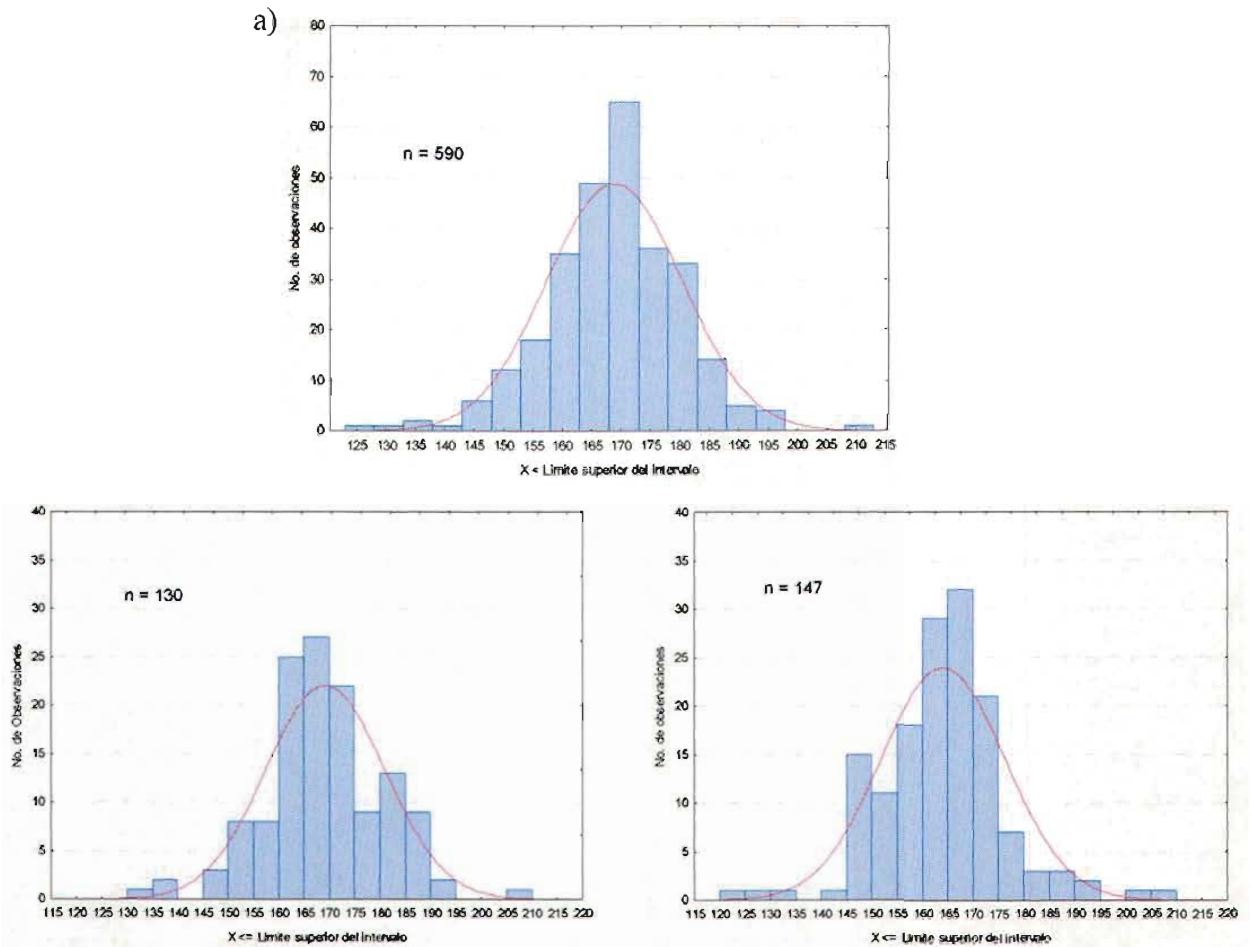 a)
80
70
60
50
40
30
20
10
0
No. de observaciones
n = 590
125 130 135 140 145 150 155 160 165 170 175 180 185 190 195 200 205 210 215
X < Limite superior del intervalo
40
35
30
25
20
15
10
5
0
No. de Observaciones
n = 130
115 120 125 130 135 140 145 150 155 160 165 170 175 180 185 190 195 200 205 210 220
X <= Limite superior del intervalo
40
35
30
25
20
15
10
5
0
No. de observaciones
n = 147
115 120 125 130 135 140 145 150 155 160 165 170 175 180 185 190 195 200 205 210 215 220
X <= Limite superior del intervalo